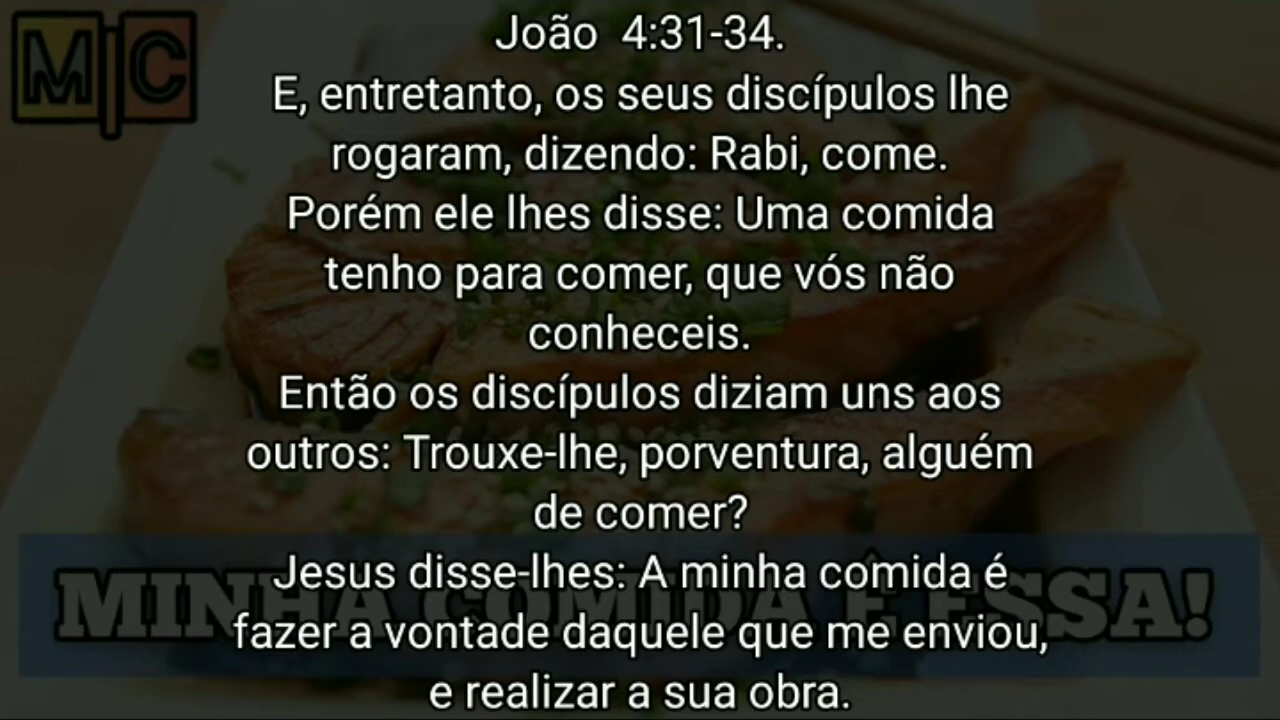 M|C
João 4:31-34.
E, entretanto, os seus discípulos lhe
rogaram, dizendo: Rabi, come.
Porém ele lhes disse: Uma comida
tenho para comer, que vós não
conheceis.
Então os discípulos diziam uns aos
outros: Trouxe-lhe, porventura, alguém
de comer?
Jesus disse-lhes: A minha comida é
MINHA COMIDA É ESSA!
fazer a vontade daquele que me enviou,
e realizar a sua obra.